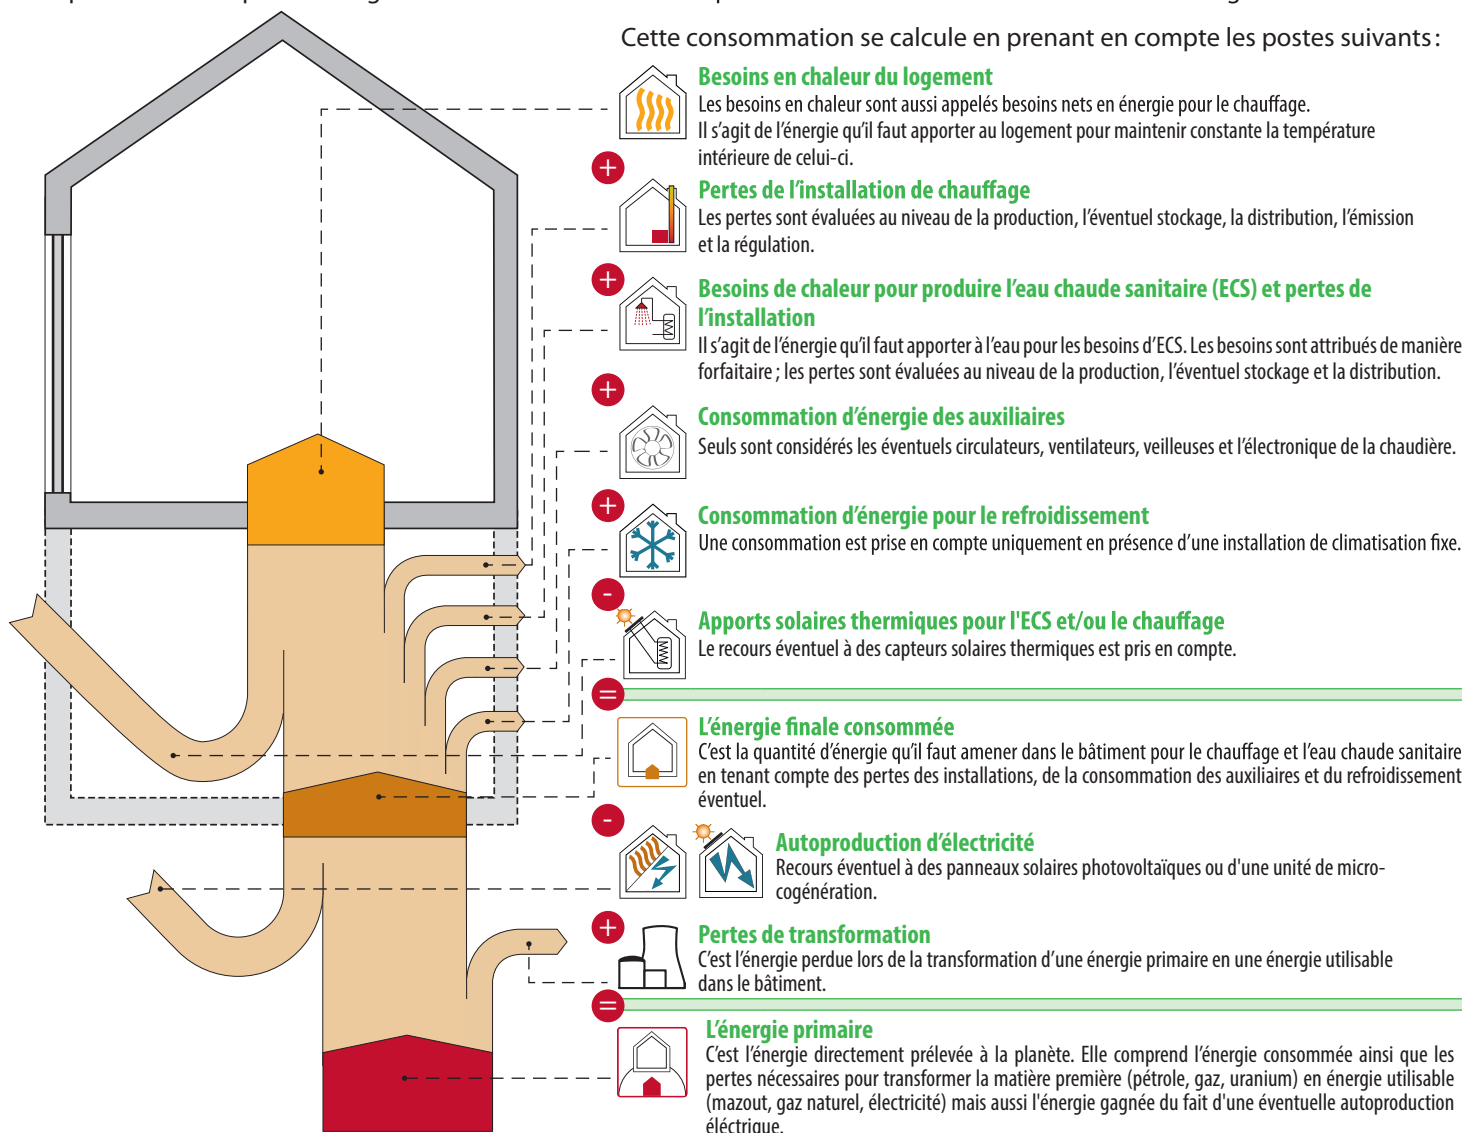 Cette consommation se calcule en prenant en compte les postes suivants :
Besoins en chaleur du logement
Les besoins en chaleur sont aussi appelés besoins nets en énergie pour le chauffage.
Il s'agit de l'énergie qu'il faut apporter au logement pour maintenir constante la température
intérieure de celui-ci.
+
Pertes de l'installation de chauffage
Les pertes sont évaluées au niveau de la production, l'éventuel stockage, la distribution, l'émission
et la régulation.
+
Besoins de chaleur pour produire l'eau chaude sanitaire (ECS) et pertes de
l'installation
Il s'agit de l'énergie qu'il faut apporter à l'eau pour les besoins d'ECS. Les besoins sont attribués de manière
forfaitaire ; les pertes sont évaluées au niveau de la production, l'éventuel stockage et la distribution.
+
Consommation d'énergie des auxiliaires
Seuls sont considérés les éventuels circulateurs, ventilateurs, veilleuses et l'électronique de la chaudière.
+
Consommation d'énergie pour le refroidissement
Une consommation est prise en compte uniquement en présence d'une installation de climatisation fixe.
-
Apports solaires thermiques pour l'ECS et/ou le chauffage
Le recours éventuel à des capteurs solaires thermiques est pris en compte.
=
L'énergie finale consommée
C'est la quantité d'énergie qu'il faut amener dans le bâtiment pour le chauffage et l'eau chaude sanitaire
en tenant compte des pertes des installations, de la consommation des auxiliaires et du refroidissement
éventuel.
-
Autoproduction d'électricité
Recours éventuel à des panneaux solaires photovoltaïques ou d'une unité de micro-
cogénération.
+
Pertes de transformation
C'est l'énergie perdue lors de la transformation d'une énergie primaire en une énergie utilisable
dans le bâtiment.
=
L'énergie primaire
C'est l'énergie directement prélevée à la planète. Elle comprend l'énergie consommée ainsi que les
pertes nécessaires pour transformer la matière première (pétrole, gaz, uranium) en énergie utilisable
(mazout, gaz naturel, électricité) mais aussi l'énergie gagnée du fait d'une éventuelle autoproduction
éléctrique.